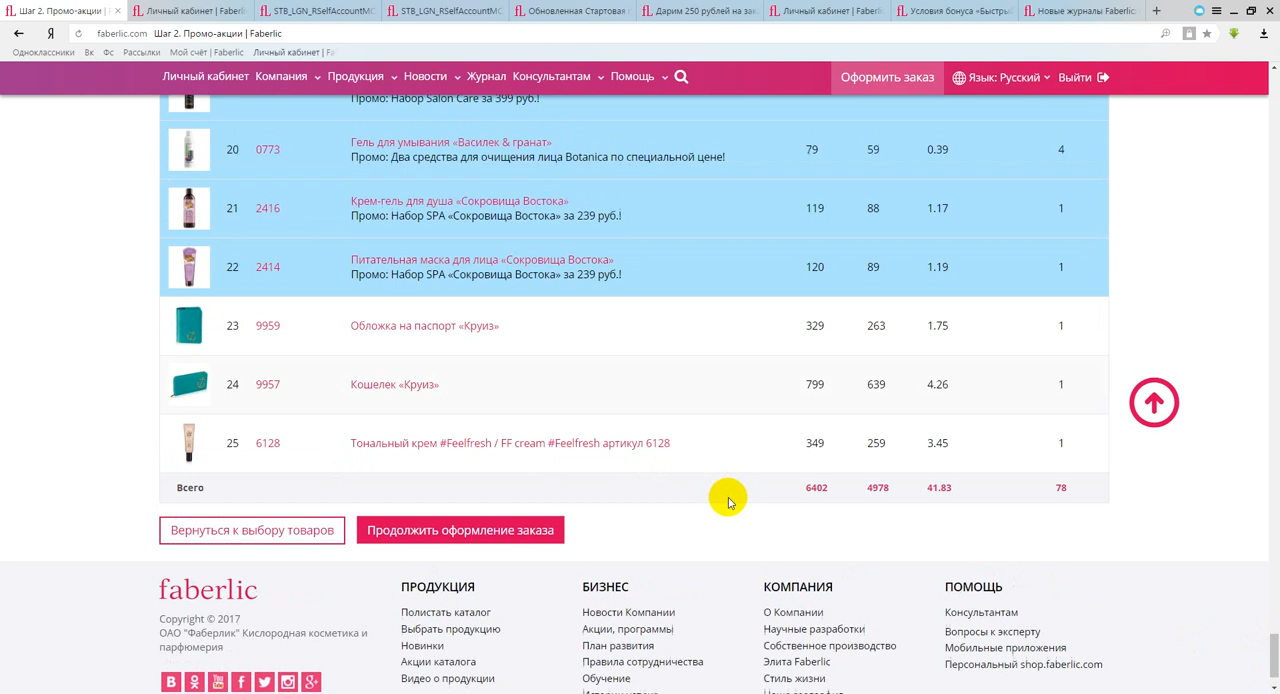 Шаг 2. Промо-акции |
Личный кабинет | Faberl
STB_LGN_RSelfAccountMC
STB_LGN_RSelfAccountMC
Обновленная Стартовая
Дарим 250 рублей на зак
Личный кабинет | Faberl
Условия бонуса «Быстры
Новые журналы Faberlic
Я faberlic.com Шаг 2. Промо-акции | Faberlic
Одноклассники Вк Фс Рассылки Мой счёт | Faberlic Личный кабинет | Fa
Личный кабинет Компания Продукция Новости Журнал Консультантам Помощь Оформить заказ Язык: Русский Выйти
Промо: Набор Salon Care за 399 руб.!
20 0773 Гель для умывания «Василек & гранат» 79 59 0.39 4
Промо: Два средства для очищения лица Botanica по специальной цене!
21 2416 Крем-гель для душа «Сокровища Востока» 119 88 1.17 1
Промо: Набор SPA «Сокровища Востока» за 239 руб.!
22 2414 Питательная маска для лица «Сокровища Востока» 120 89 1.19 1
Промо: Набор SPA «Сокровища Востока» за 239 руб.!
23 9959 Обложка на паспорт «Круиз» 329 263 1.75 1
24 9957 Кошелек «Круиз» 799 639 4.26 1
25 6128 Тональный крем #Feelfresh / FF cream #Feelfresh артикул 6128 349 259 3.45 1
Всего 6402 4978 41.83 78
Вернуться к выбору товаров Продолжить оформление заказа
faberlic
Copyright © 2017
ОАО "Фаберлик" Кислородная косметика и
парфюмерия
ПРОДУКЦИЯ
Полистать каталог
Выбрать продукцию
Новинки
Акции каталога
Видео о продукции
БИЗНЕС
Новости Компании
Акции, программы
План развития
Правила сотрудничества
Обучение
КОМПАНИЯ
О Компании
Научные разработки
Собственное производство
Элита Faberlic
Стиль жизни
ПОМОЩЬ
Консультантам
Вопросы к эксперту
Мобильные приложения
Персональный shop.faberlic.com